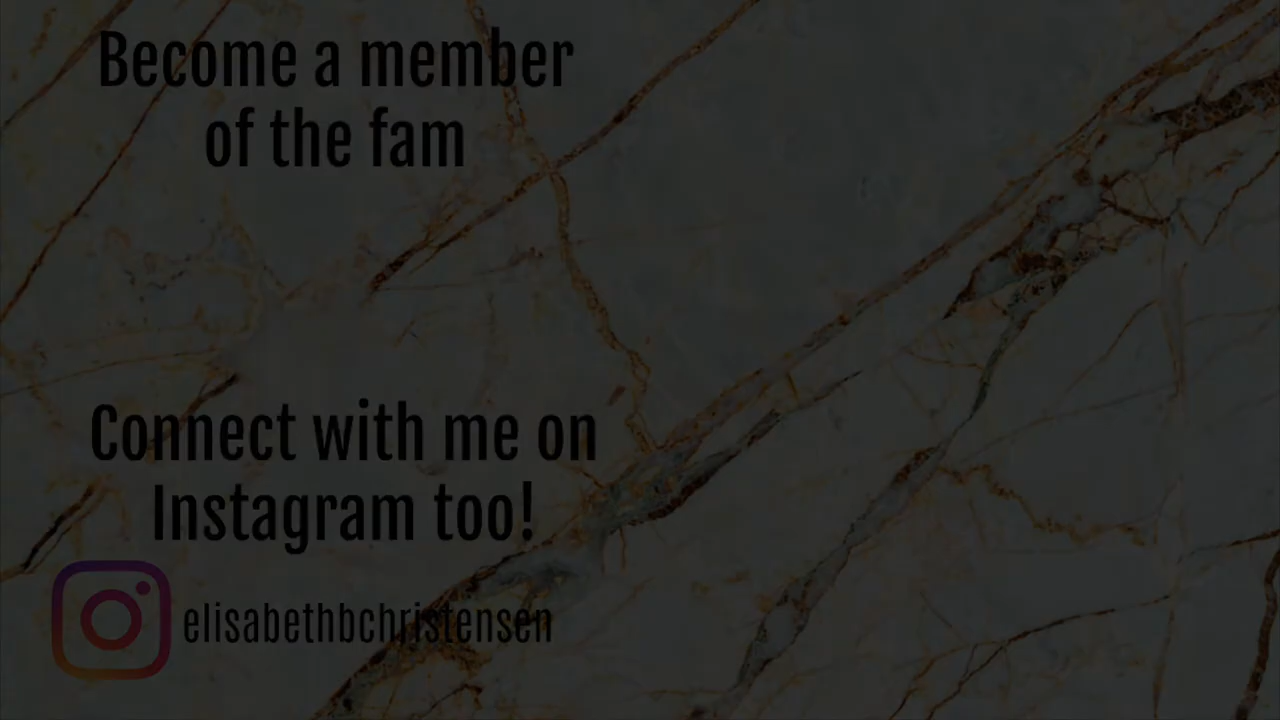 Become a member
of the fam
Connect with me on
Instagram too!
elisabethbchristensen